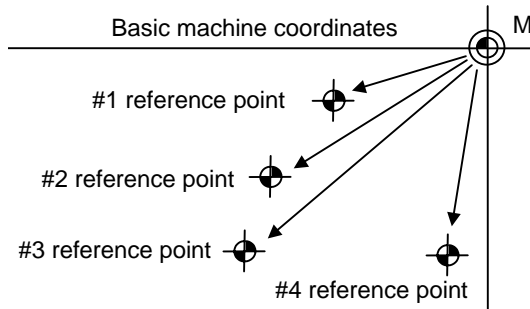 Basic machine coordinates
M
#1 reference point
#2 reference point
#3 reference point
#4 reference point